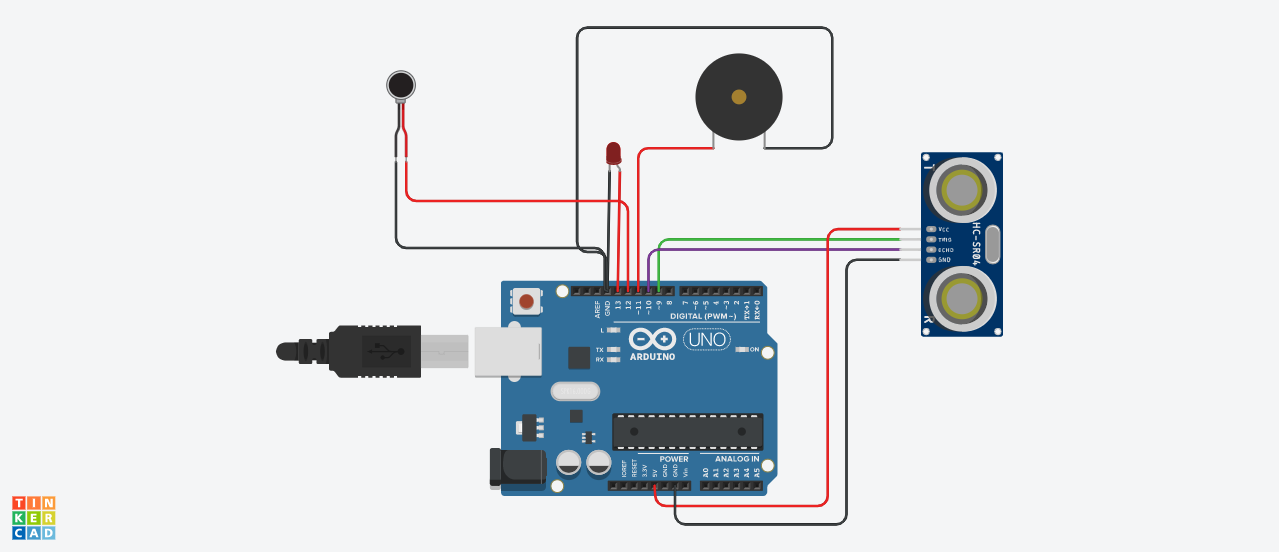 AREF
GND
13
12
~11
~10
~9
8
7
~6
~5
4
~3
2
TX→1
RX←0
DIGITAL (PWM~)
L
TX
RX
ARDUINO
UNO
ON
POWER
ANALOG IN
IOREF
RESET
3.3V
5V
GND
GND
Vin
A0
A1
A2
A3
A4
A5
T
HC-SR04
VCC
TRIG
ECHO
GND
R
TIN
KER
CAD